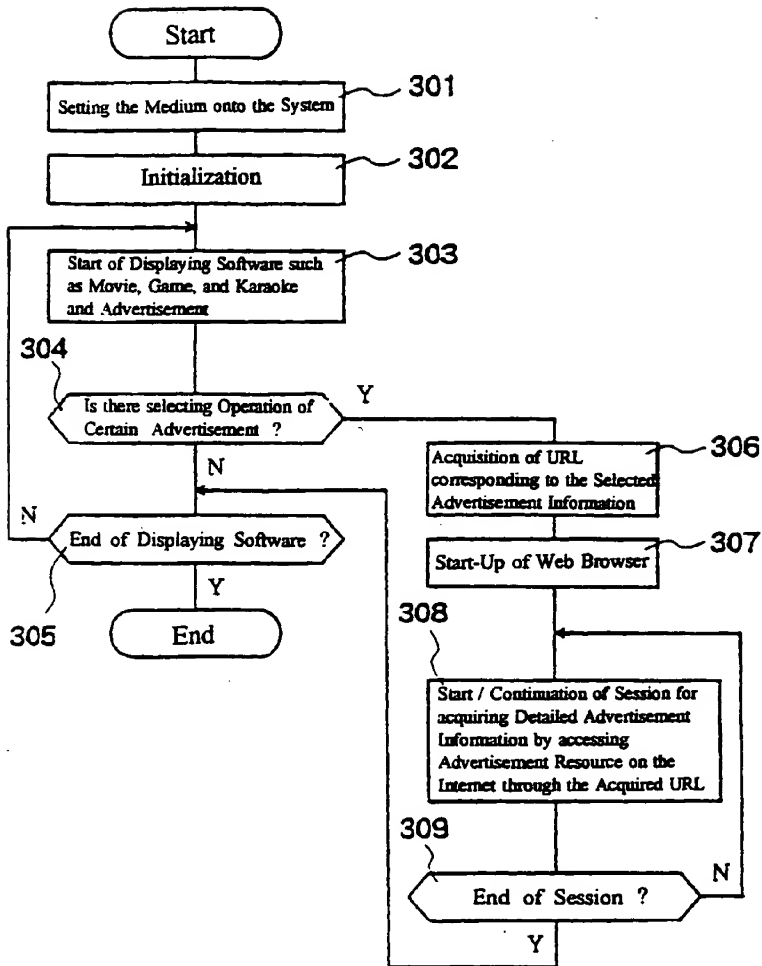 Start
301
Setting the Medium onto the System
302
Initialization
303
Start of Displaying Software such
as Movie, Game, and Karaoke
and Advertisement
304
Is there selecting Operation of
Certain Advertisement ?
Y
N
306
Acquisition of URL
corresponding to the Selected
Advertisement Information
N
End of Displaying Software ?
305
Y
End
307
Start-Up of Web Browser
308
Start / Continuation of Session for
acquiring Detailed Advertisement
Information by accessing
Advertisement Resource on the
Internet through the Acquired URL
309
End of Session ?
N
Y